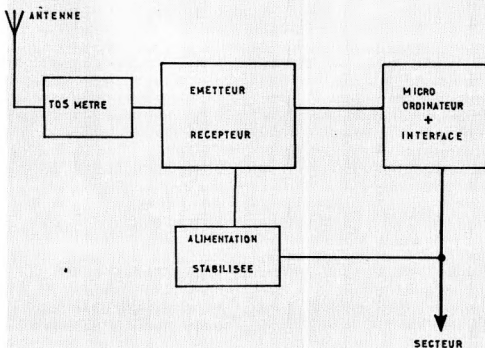 ANTENNE
TOS METRE
EMETTEUR
RECEPTEUR
MICRO
ORDINATEUR
+
INTERFACE
ALIMENTATION
STABILISEE
SECTEUR